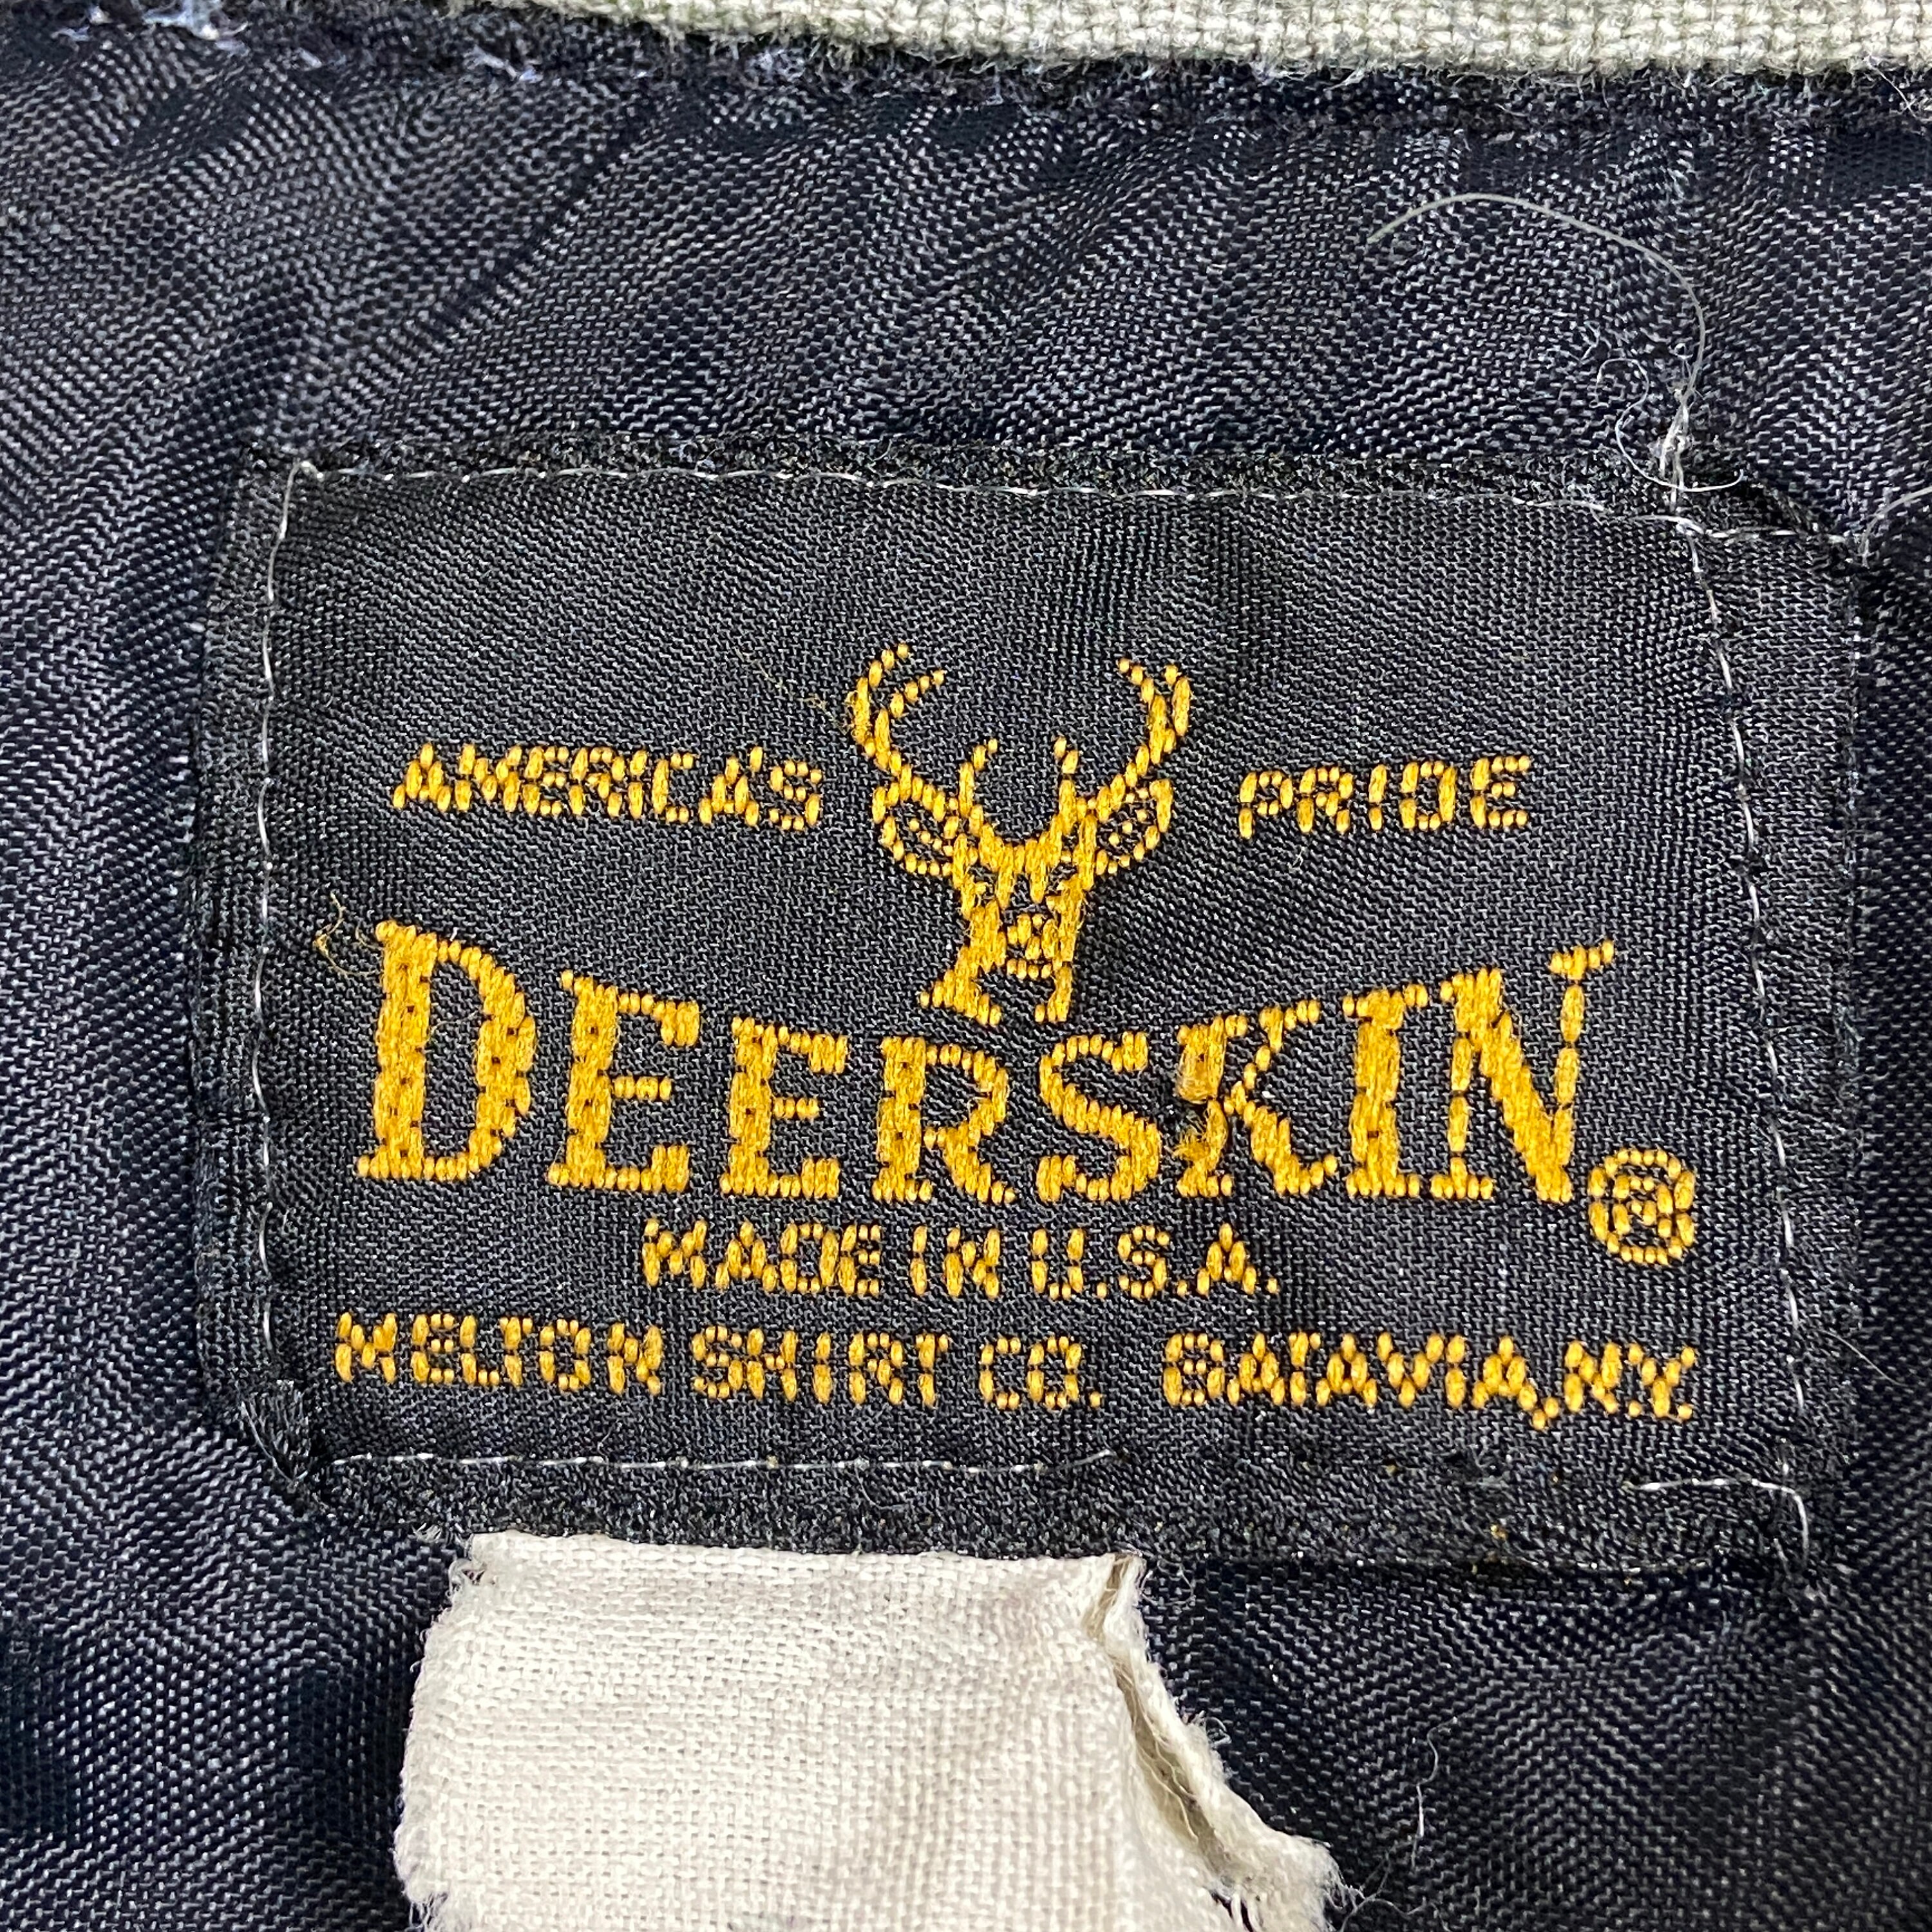 AMERICA'S PRIDE
DEERSKIN®
MADE IN U.S.A.
MELTON SHIRT CO. BATAVIA, N.Y.